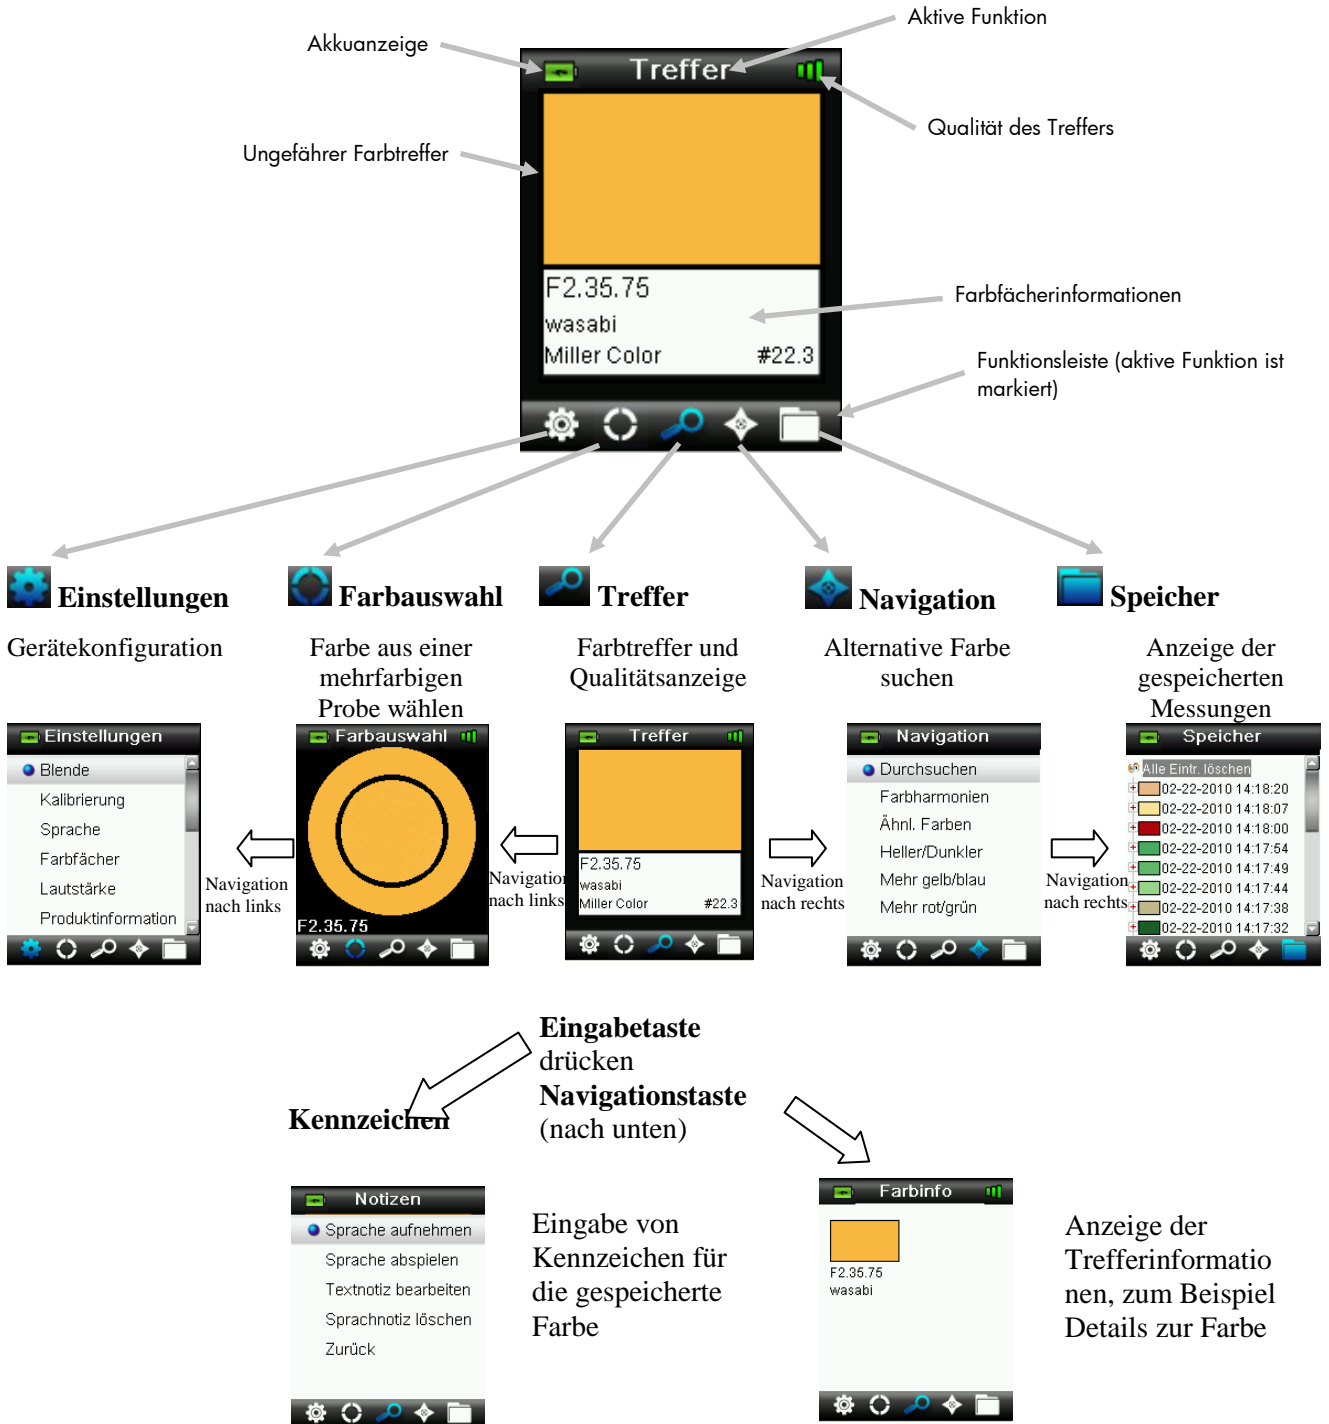 Aktive Funktion
Akkuanzeige
Treffer
Qualität des Treffers
Ungefährer Farbtreffer
F2.35.75
wasabi
Miller Color #22.3
Farbfächerinformationen
Funktionsleiste (aktive Funktion ist
markiert)
Einstellungen
Farbauswahl
Treffer
Navigation
Speicher
Gerätekonfiguration
Farbe aus einer
mehrfarbigen
Probe wählen
Farbtreffer und
Qualitätsanzeige
Alternative Farbe
suchen
Anzeige der
gespeicherten
Messungen
Einstellungen
Blende
Kalibrierung
Sprache
Farbfächer
Lautstärke
Produktinformation
Navigation
nach links
Farbauswahl
F2.35.75
Navigation
nach links
Treffer
F2.35.75
wasabi
Miller Color #22.3
Navigation
nach rechts
Navigation
Durchsuchen
Farbharmonien
Ähnl. Farben
Heller/Dunkler
Mehr gelb/blau
Mehr rot/grün
Navigation
nach rechts
Speicher
Alle Eintr. löschen
02-22-2010 14:18:20
02-22-2010 14:18:07
02-22-2010 14:18:00
02-22-2010 14:17:54
02-22-2010 14:17:49
02-22-2010 14:17:44
02-22-2010 14:17:38
02-22-2010 14:17:32
Eingabetaste
drücken
Navigationstaste
(nach unten)
Kennzeichen
Notizen
Sprache aufnehmen
Sprache abspielen
Textnotiz bearbeiten
Sprachnotiz löschen
Zurück
Eingabe von
Kennzeichen für
die gespeicherte
Farbe
Farbinfo
F2.35.75
wasabi
Anzeige der
Trefferinformatio
nen, zum Beispiel
Details zur Farbe